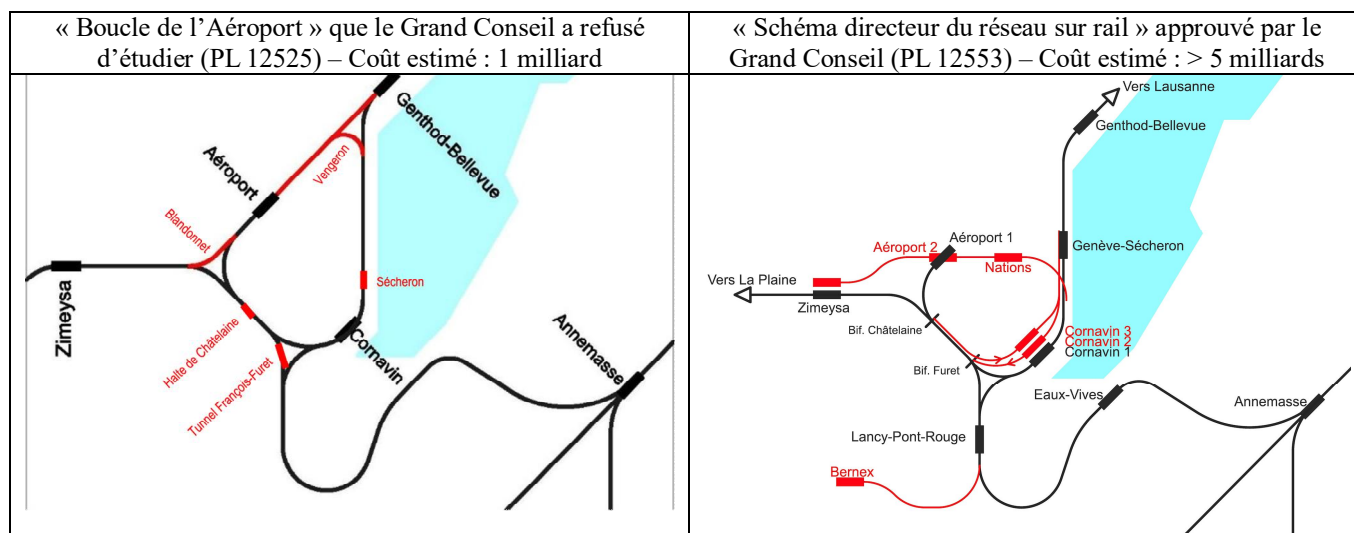 « Boucle de l’Aéroport » que le Grand Conseil a refusé
d’étudier (PL 12525) – Coût estimé : 1 milliard
« Schéma directeur du réseau sur rail » approuvé par le
Grand Conseil (PL 12553) – Coût estimé : > 5 milliards
Genthod-Bellevue
Vengeron
Aéroport
Blandonnet
Zimeysa
Sécheron
Halte de Châtelaine
Cornavin
Tunnel François-Furet
Annemasse
Vers Lausanne
Genthod-Bellevue
Aéroport 1
Aéroport 2
Genève-Sécheron
Nations
Vers La Plaine
Zimeysa
Bif. Châtelaine
Cornavin 3
Cornavin 2
Cornavin 1
Bif. Furet
Eaux-Vives
Annemasse
Lancy-Pont-Rouge
Bernex